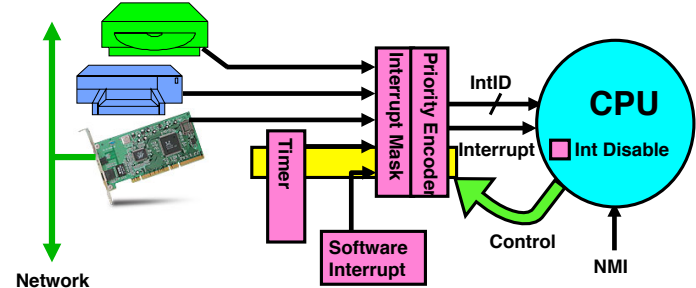 Interrupt Mask
Priority Encoder
IntID
CPU
Interrupt
Int Disable
Timer
Software
Interrupt
Control
NMI
Network